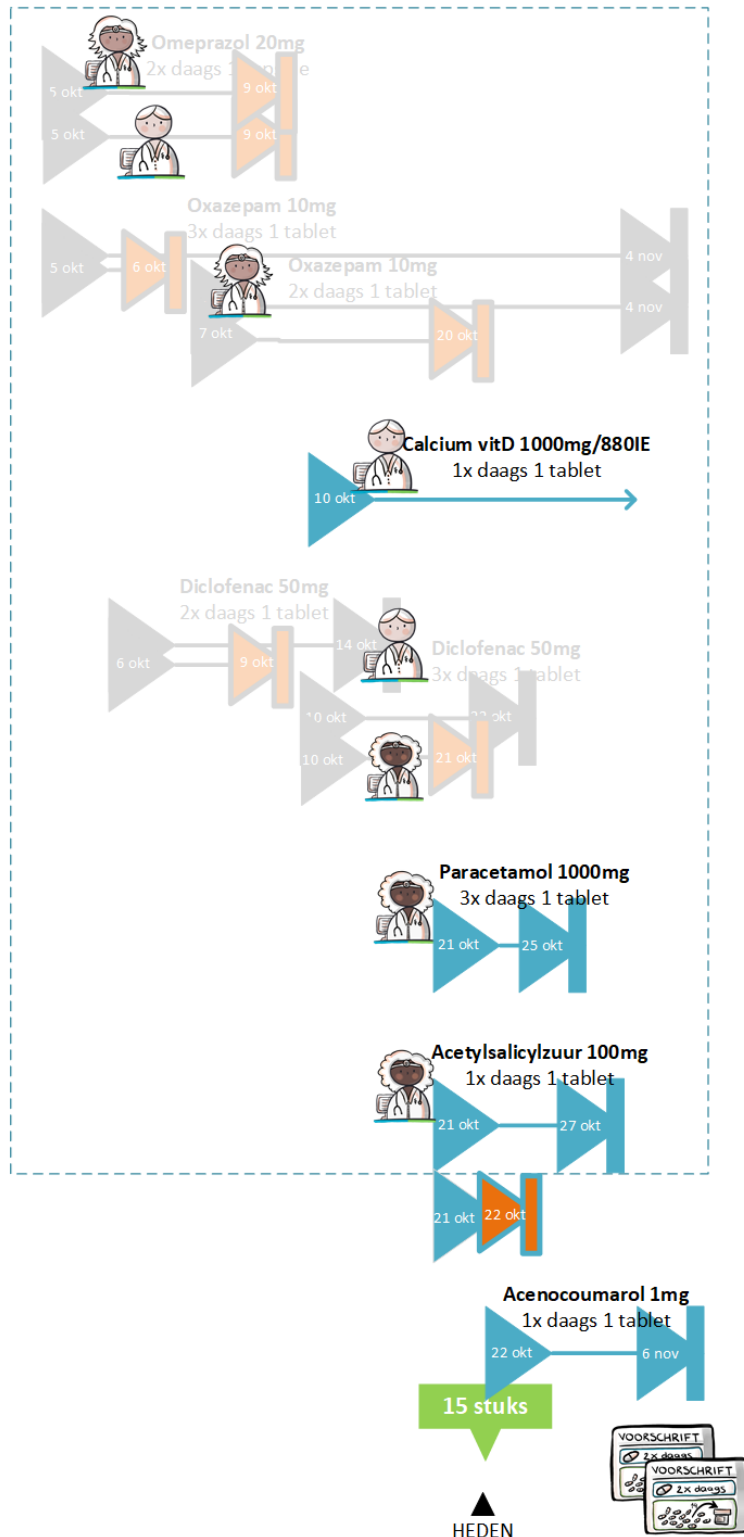 Omeprazol 20mg
2x daags 1
5 okt
9 okt
5 okt
9 okt
Oxazepam 10mg
3x daags 1 tablet
5 okt
6 okt
4 nov
Oxazepam 10mg
2x daags 1 tablet
4 nov
7 okt
20 okt
Calcium vitD 1000mg/880IE
1x daags 1 tablet
10 okt
Diclofenac 50mg
2x daags 1 tablet
14 okt
6 okt
9 okt
Diclofenac 50mg
3x daags 1 tablet
10 okt
okt
10 okt
21 okt
Paracetamol 1000mg
3x daags 1 tablet
21 okt
25 okt
Acetylsalicylzuur 100mg
1x daags 1 tablet
21 okt
27 okt
21 okt
22 okt
Acenocoumarol 1mg
1x daags 1 tablet
22 okt
6 nov
15 stuks
VOORSCHRIFT
2x daags
VOORSCHRIFT
2x daags
HEDEN